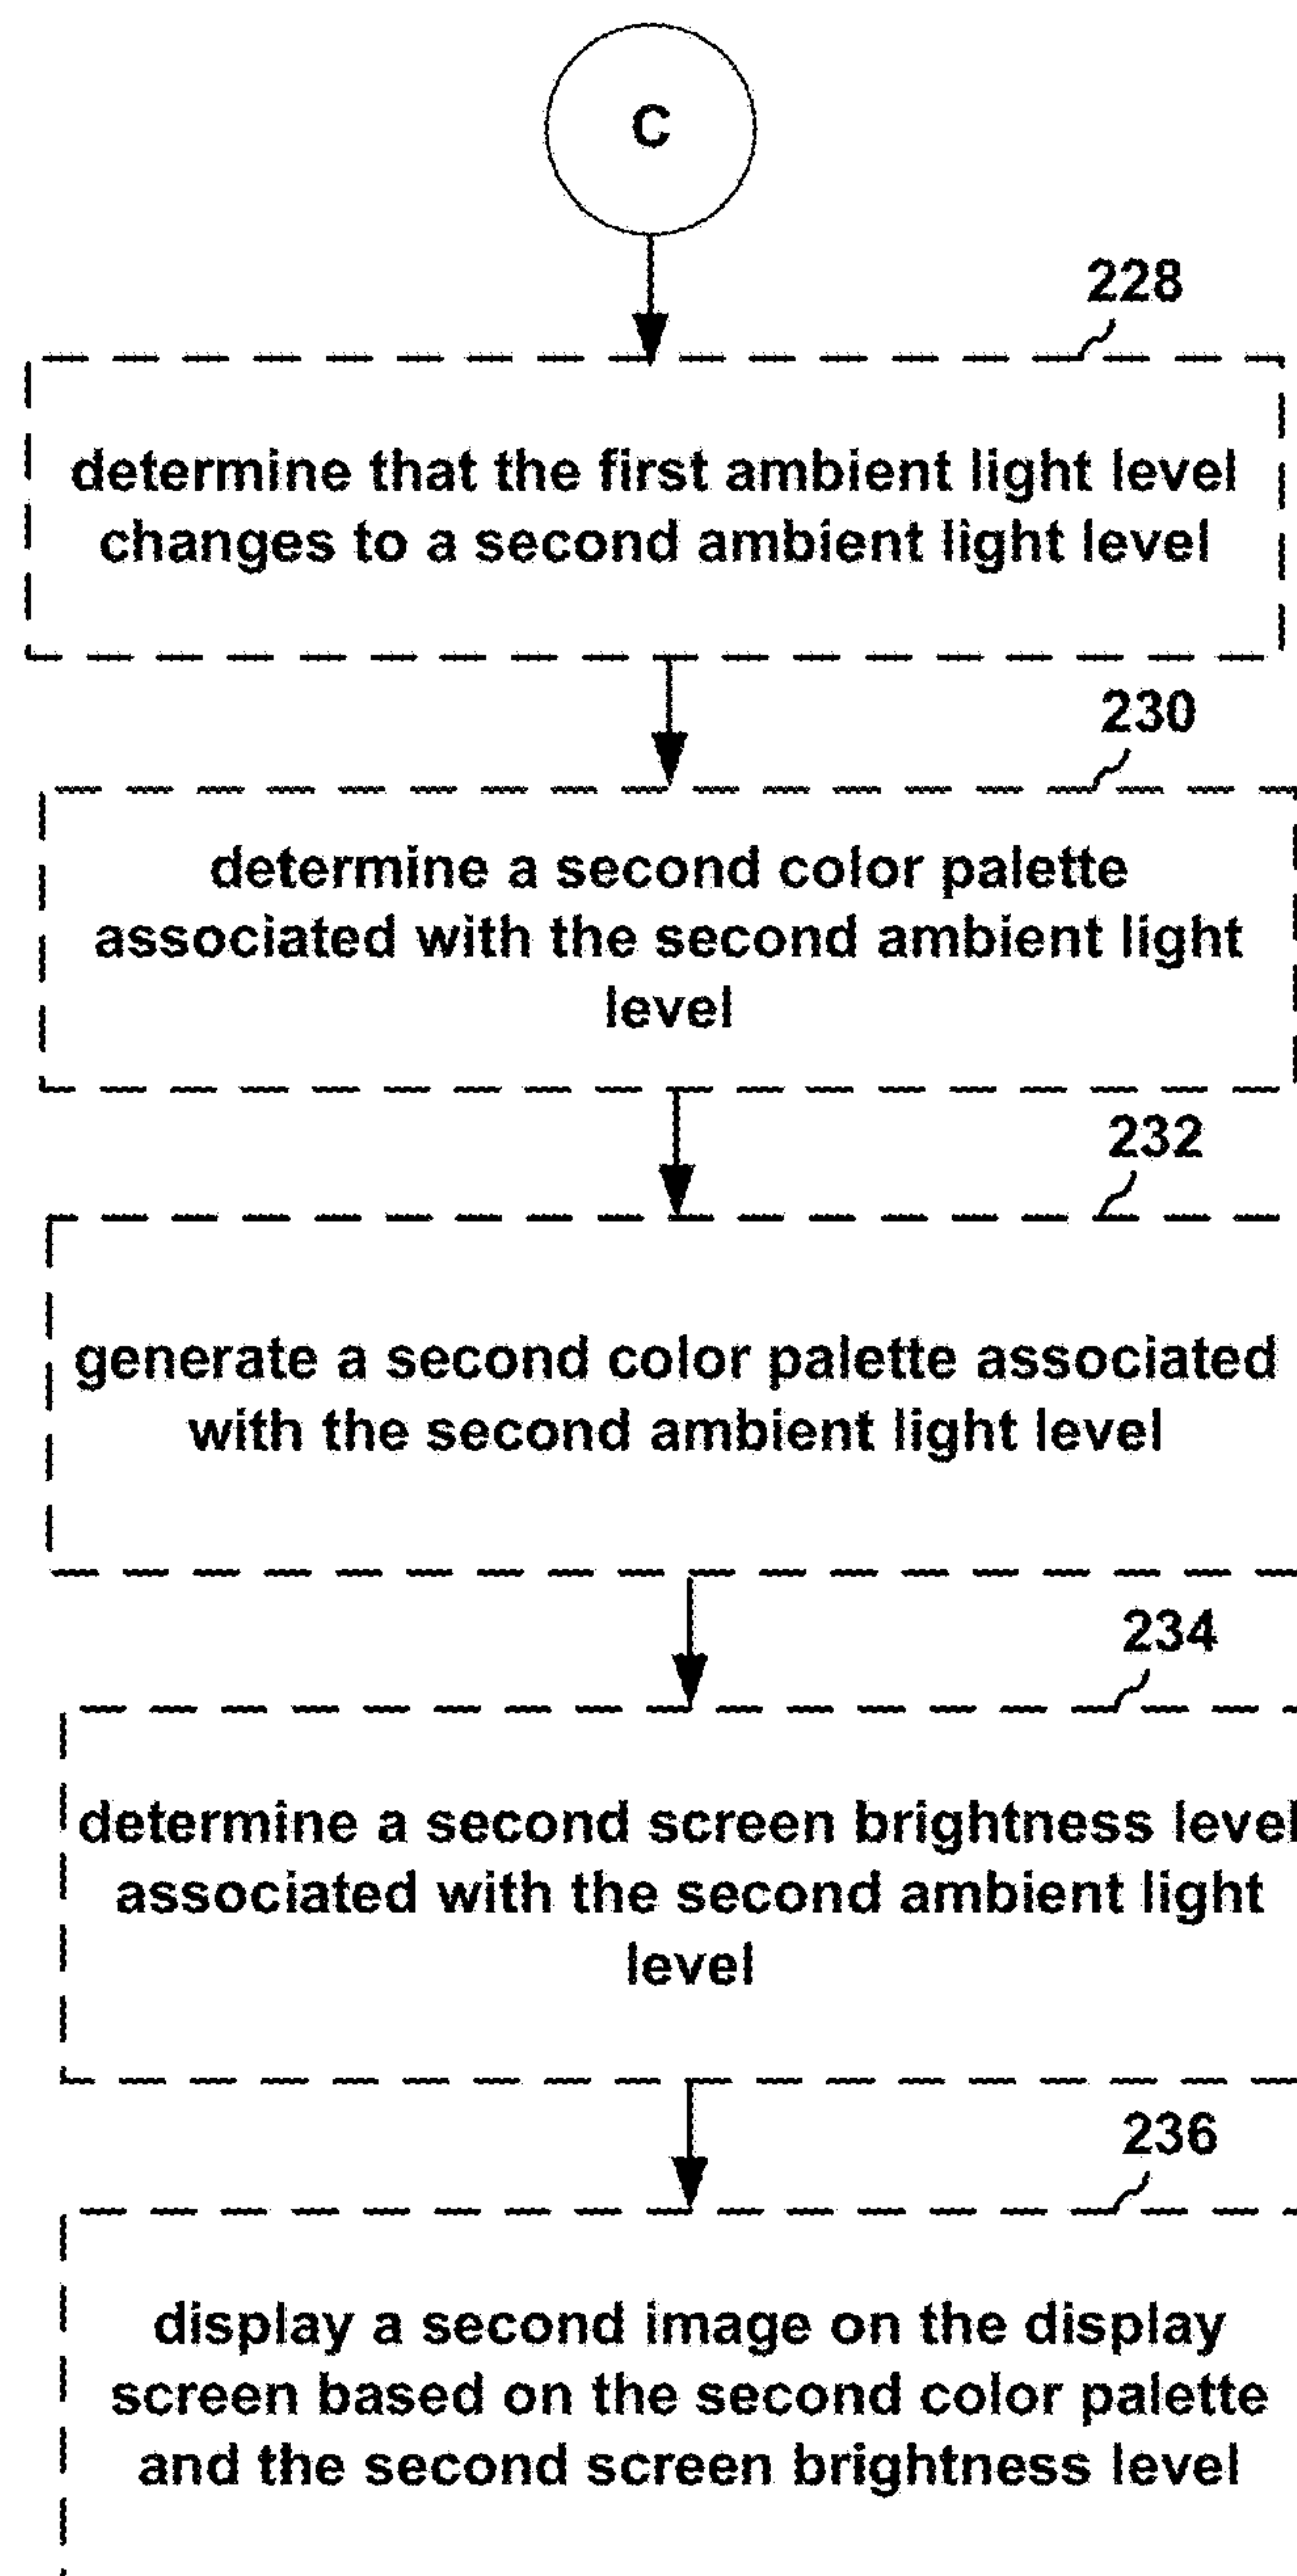 C
228
determine that the first ambient light level
changes to a second ambient light level
230
determine a second color palette
associated with the second ambient light
level
232
generate a second color palette associated
with the second ambient light level
234
determine a second screen brightness level
associated with the second ambient light
level
236
display a second image on the display
screen based on the second color palette
and the second screen brightness level